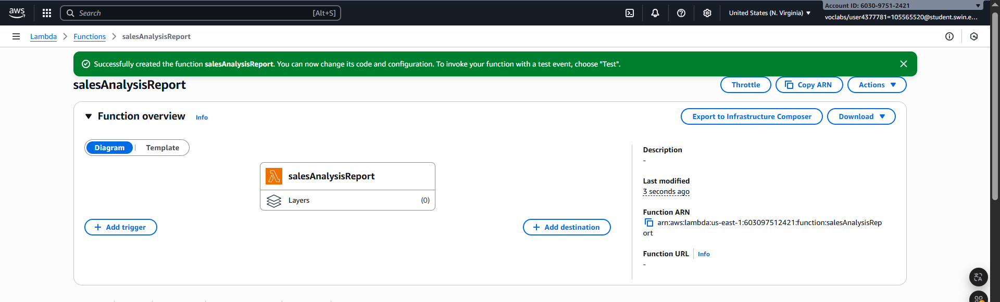 aws
Search [Alt+S]
United States (N. Virginia)
Account ID: 6030-9751-2421
voclabs/user4377781=105565520@student.swin.e...
Lambda
Functions
salesAnalysisReport
Successfully created the function salesAnalysisReport. You can now change its code and configuration. To invoke your function with a test event, choose "Test".
salesAnalysisReport
Throttle
Copy ARN
Actions
Function overview
Info
Export to Infrastructure Composer
Download
Diagram
Template
salesAnalysisReport
Layers (0)
Add trigger
Add destination
Description
-
Last modified
3 seconds ago
Function ARN
arn:aws:lambda:us-east-1:603097512421:function:salesAnalysisRep
ort
Function URL
Info
-